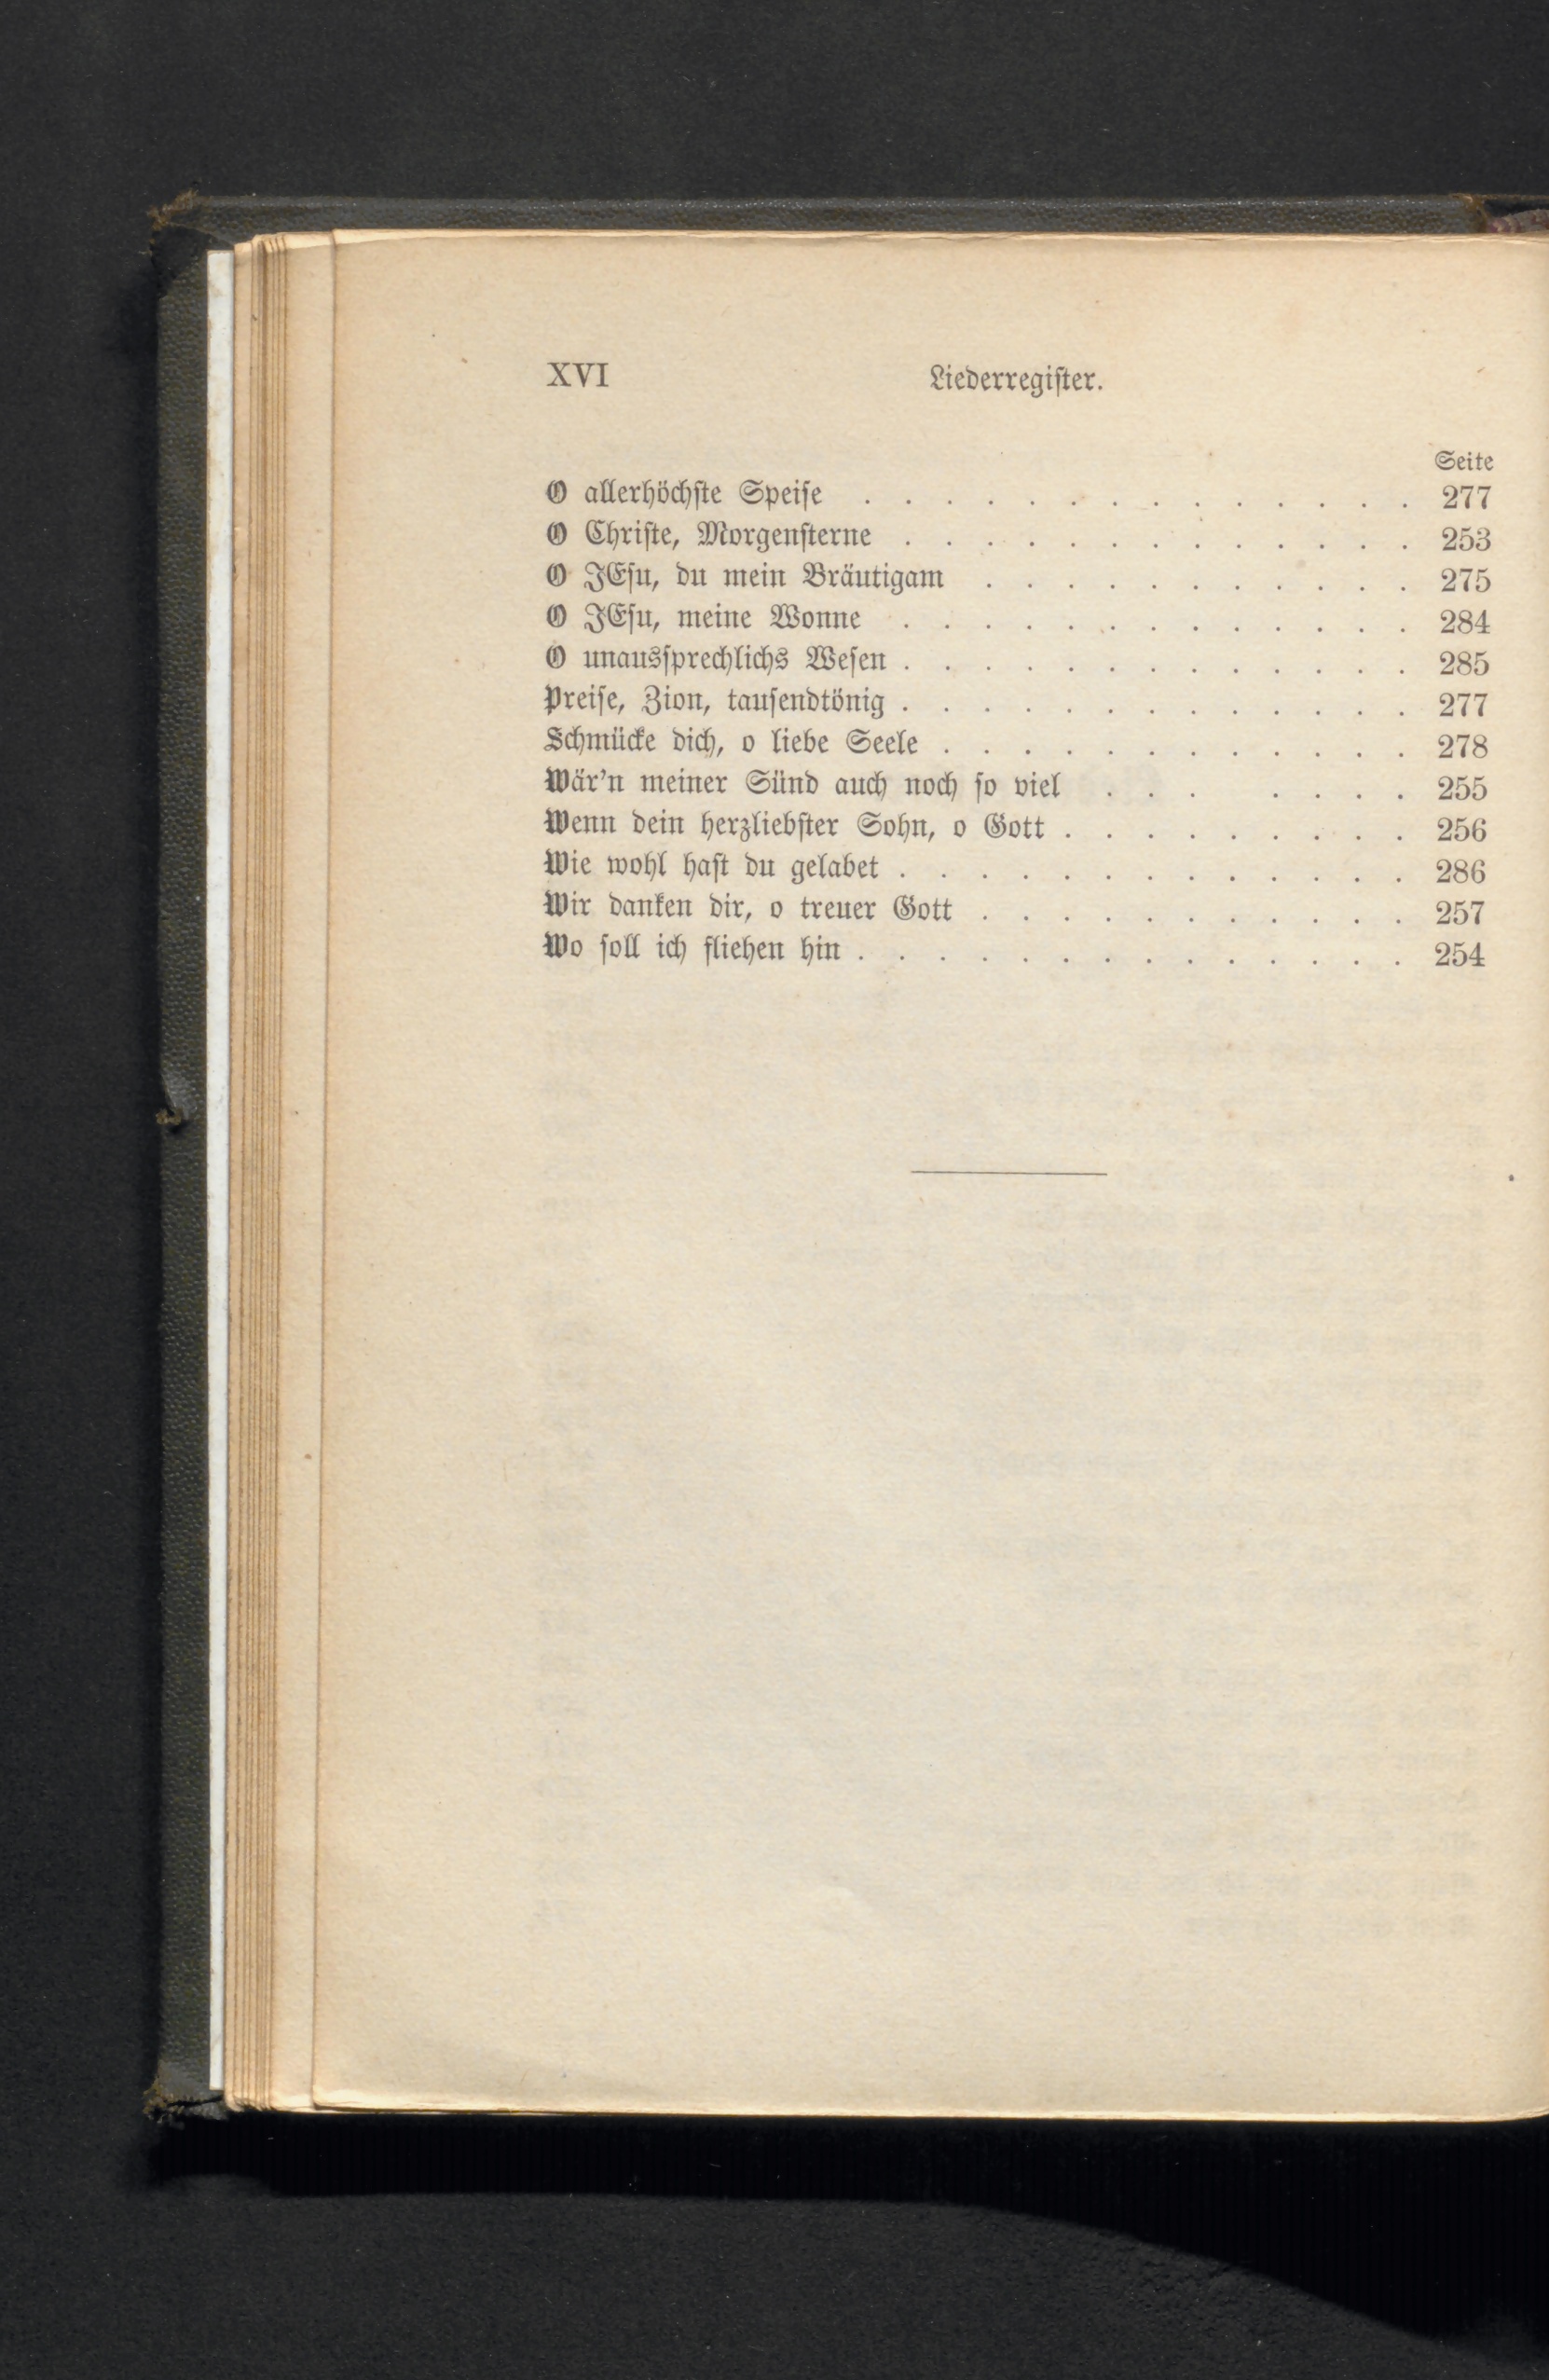 XVI Liederregiſter.
Seite
O allerhöchſte Speiſe . . . . . . . . . . . . . . 277
O Chriſte, Morgenſterne . . . . . . . . . . . . . 253
O JEſu, du mein Bräutigam . . . . . . . . . . . 275
O JEſu, meine Wonne . . . . . . . . . . . . . 284
O unausſprechlichs Weſen . . . . . . . . . . . . 285
Preiſe, Zion, tauſendtönig . . . . . . . . . . . . . 277
Schmücke dich, o liebe Seele . . . . . . . . . . . . 278
Wär’n meiner Sünd auch noch ſo viel . . . . . . . 255
Wenn dein herzliebſter Sohn, o Gott . . . . . . . . . 256
Wie wohl haſt du gelabet . . . . . . . . . . . . . 286
Wir danken dir, o treuer Gott . . . . . . . . . . . 257
Wo ſoll ich fliehen hin . . . . . . . . . . . . . . 254